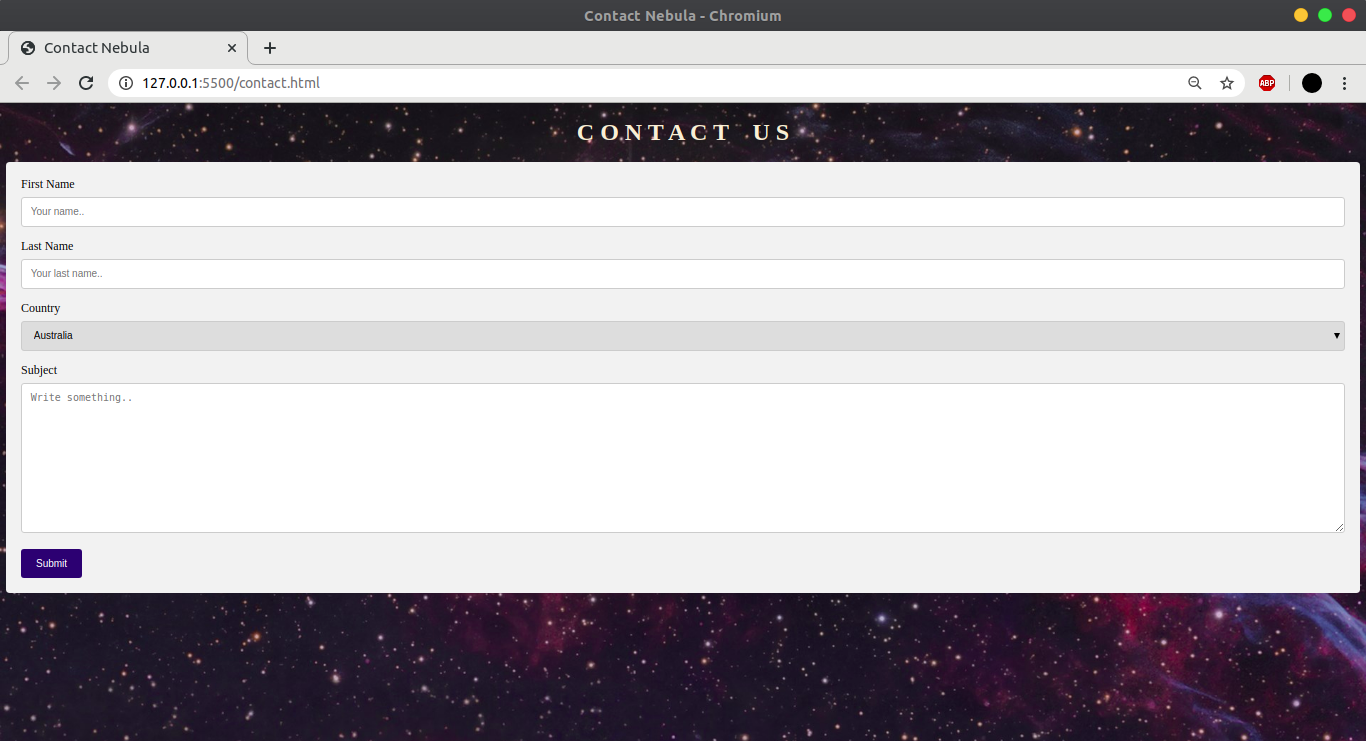 Contact Nebula - Chromium
Contact Nebula
127.0.0.1:5500/contact.html
ABP
CONTACT US
First Name
Your name..
Last Name
Your last name..
Country
Australia
Subject
Write something..
Submit